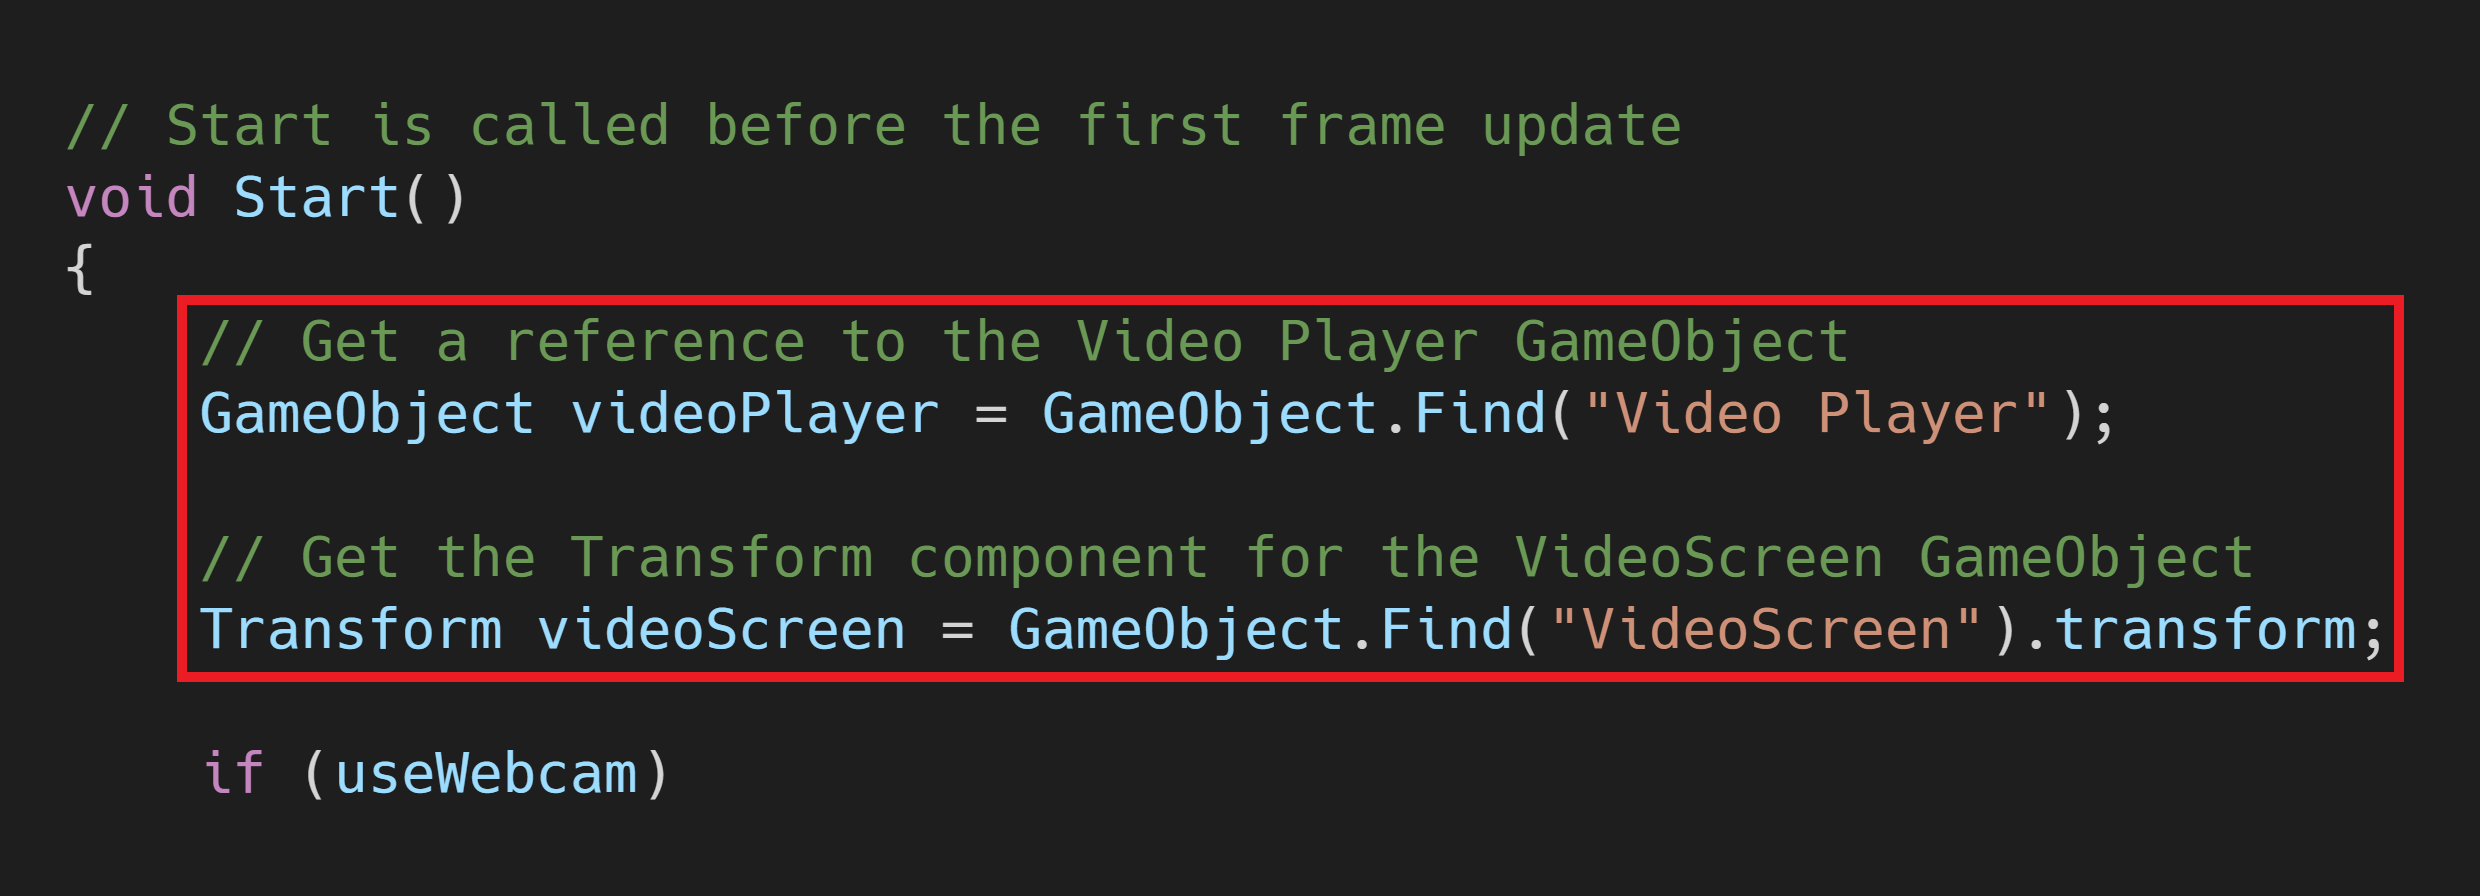 // Start is called before the first frame update
void Start()
{
// Get a reference to the Video Player GameObject
GameObject videoPlayer = GameObject.Find("Video Player");
// Get the Transform component for the VideoScreen GameObject
Transform videoScreen = GameObject.Find("VideoScreen").transform;
if (useWebcam)